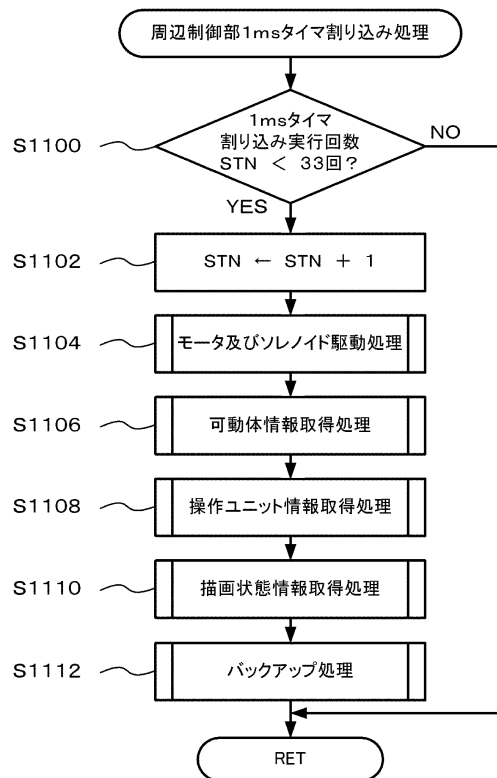 周辺制御部1msタイマ割り込み処理
S1100
1msタイマ
割り込み実行回数
STN < 33回?
NO
YES
S1102
STN ← STN + 1
S1104
モータ及びソレノイド駆動処理
S1106
可動体情報取得処理
S1108
操作ユニット情報取得処理
S1110
描画状態情報取得処理
S1112
バックアップ処理
RET